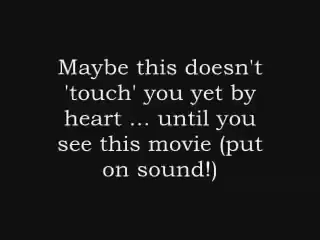 Maybe this doesn't
'touch' you yet by
heart ... until you
see this movie (put
on sound!)